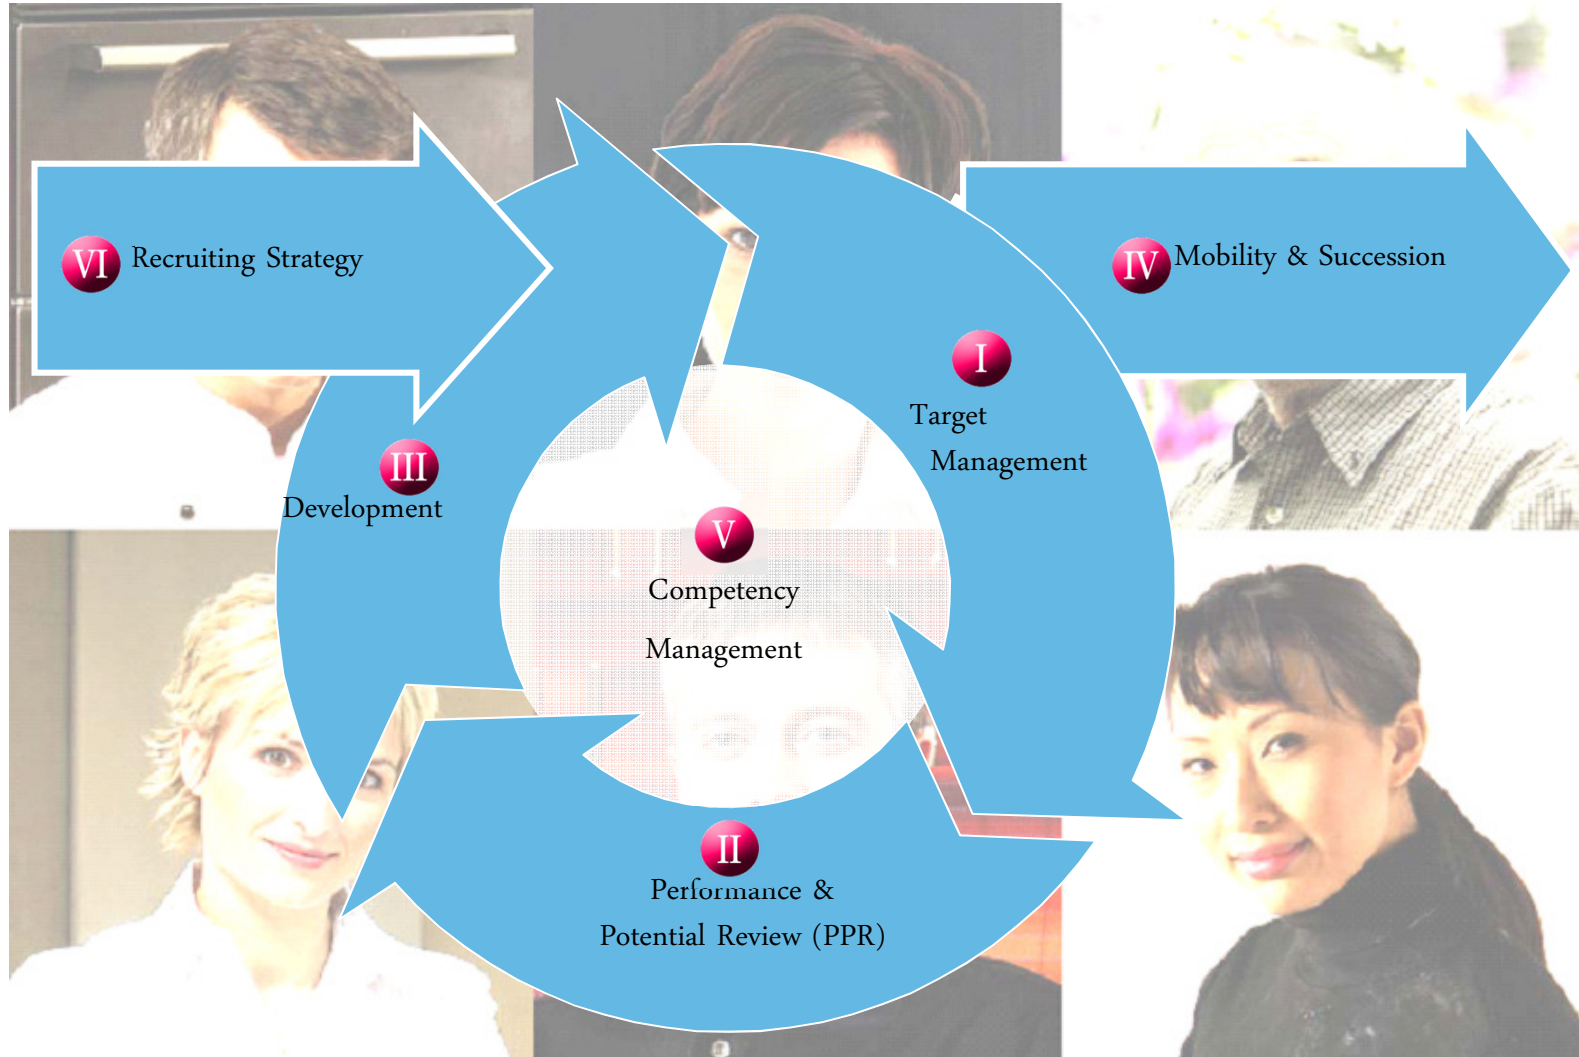 VI Recruiting Strategy
IV Mobility & Succession
I
Target
Management
III
Development
V
Competency
Management
II
Performance &
Potential Review (PPR)